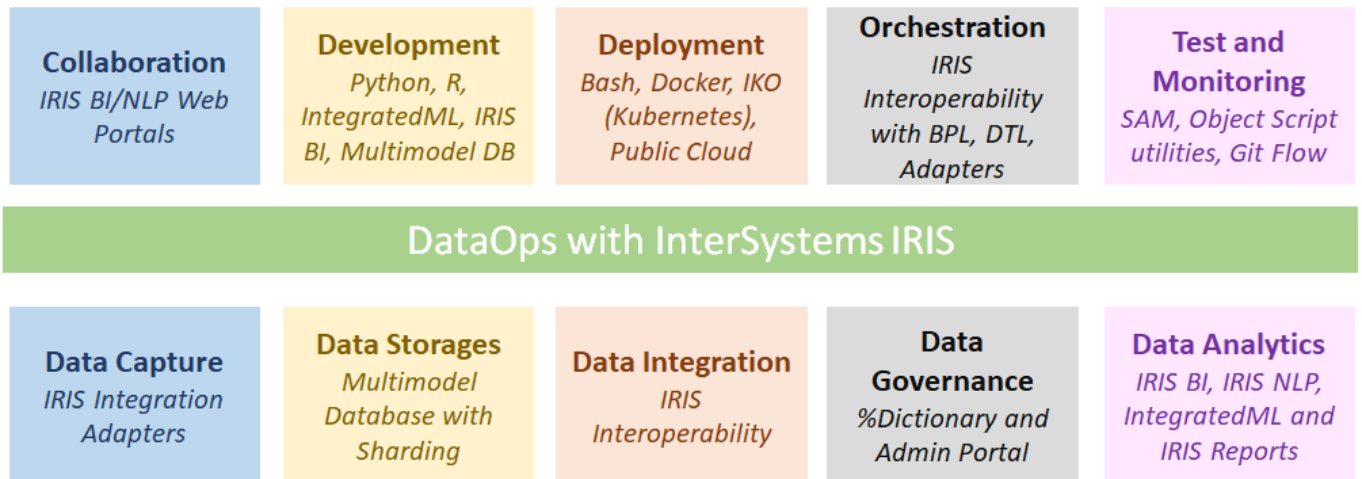 Collaboration
IRIS BI/NLP Web
Portals
Development
Python, R,
IntegratedML, IRIS
BI, Multimodel DB
Deployment
Bash, Docker, IKO
(Kubernetes),
Public Cloud
Orchestration
IRIS
Interoperability
with BPL, DTL,
Adapters
Test and
Monitoring
SAM, Object Script
utilities, Git Flow
DataOps with InterSystems IRIS
Data Capture
IRIS Integration
Adapters
Data Storages
Multimodel
Database with
Sharding
Data Integration
IRIS
Interoperability
Data
Governance
%Dictionary and
Admin Portal
Data Analytics
IRIS BI, IRIS NLP,
IntegratedML and
IRIS Reports